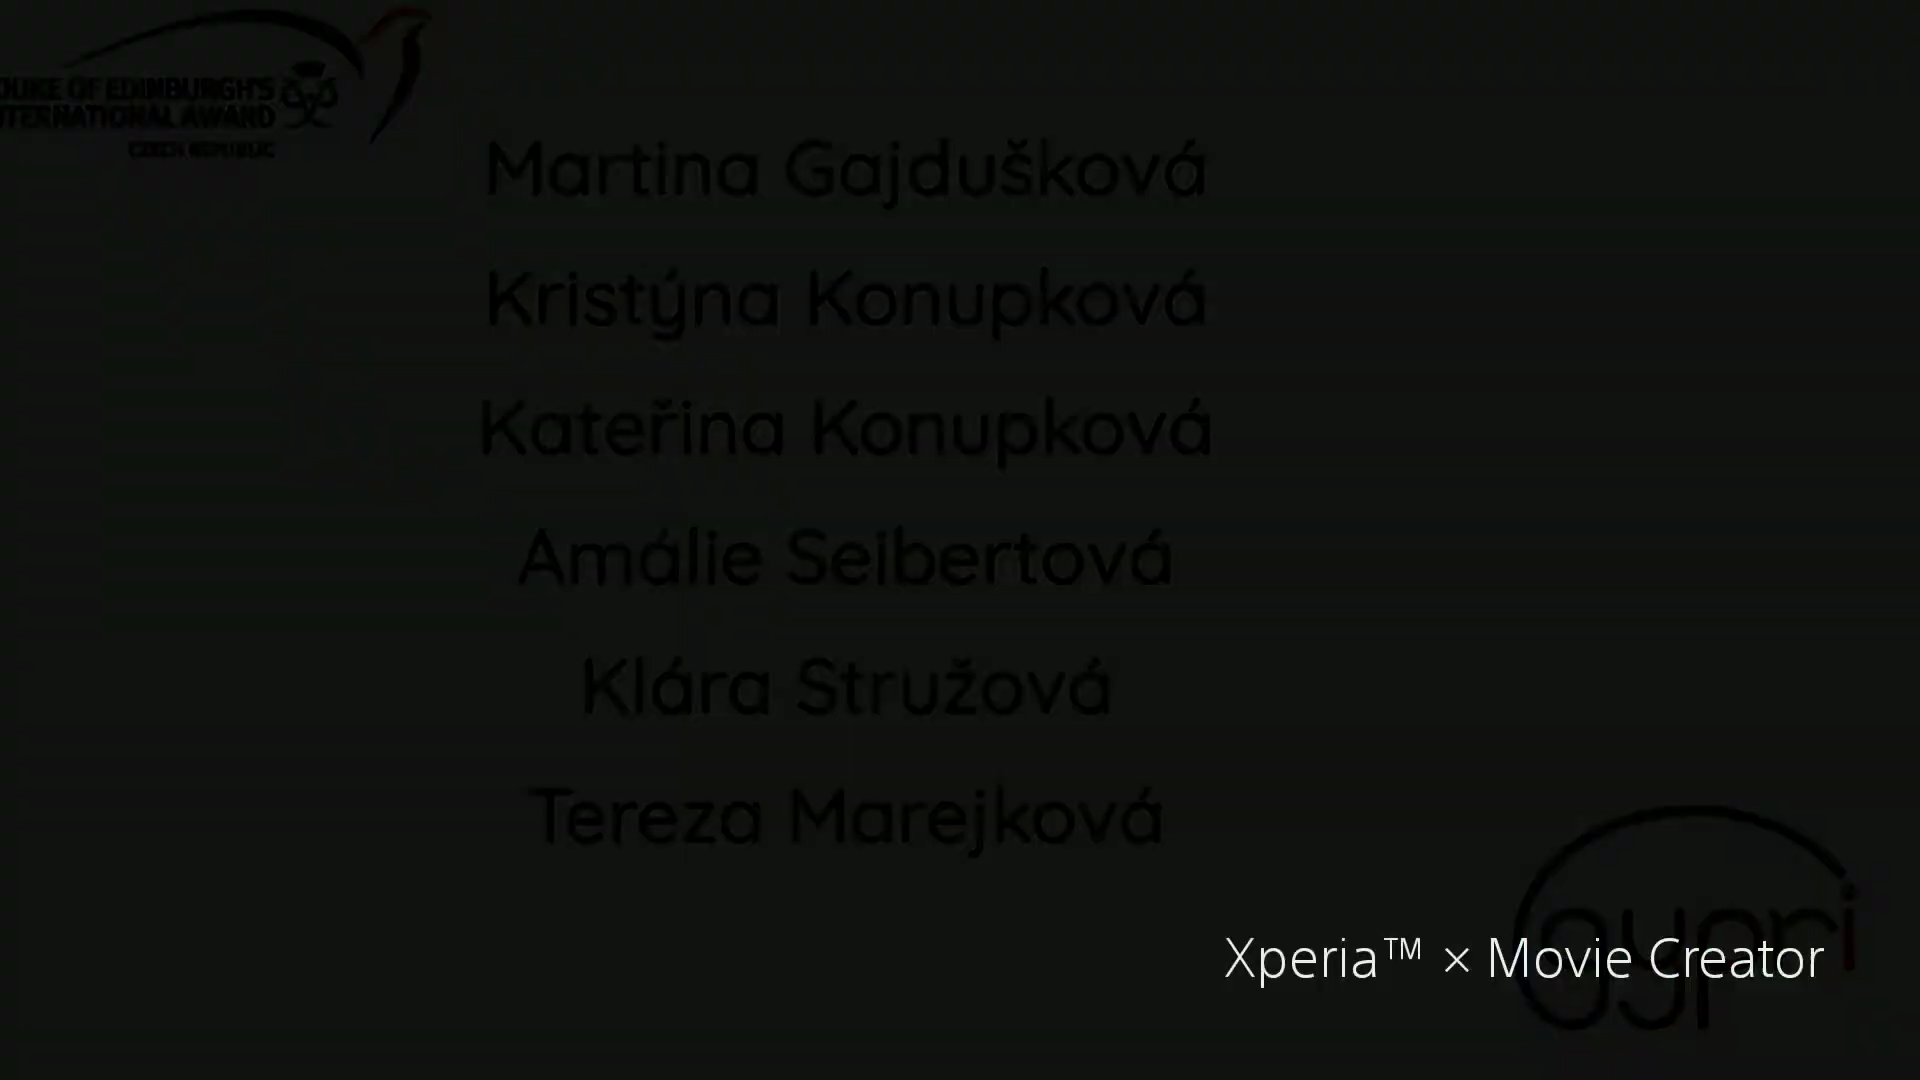 DUKE OF EDINBURGH'S
INTERNATIONAL AWARD
CZECH REPUBLIC
Martina Gajdušková
Kristýna Konupková
Kateřina Konupková
Amálie Seibertová
Klára Stružová
Tereza Marejková
gypri
Xperia™ × Movie Creator